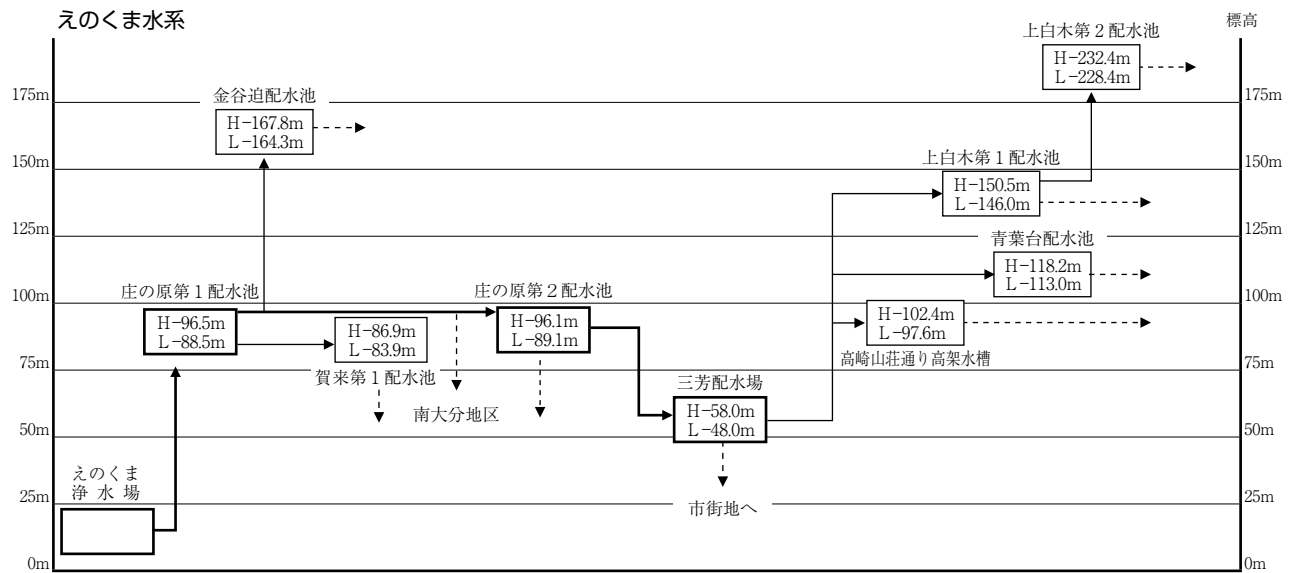 えのくま水系
標高
上白木第２配水池
H−232.4m
L−228.4m
175m
175m
金谷迫配水池
H−167.8m
L−164.3m
150m
150m
上白木第１配水池
H−150.5m
L−146.0m
125m
125m
青葉台配水池
H−118.2m
L−113.0m
100m
100m
庄の原第１配水池
H−96.5m
L−88.5m
庄の原第２配水池
H−96.1m
L−89.1m
H−102.4m
L−97.6m
高崎山荘通り高架水槽
H−86.9m
L−83.9m
賀来第１配水池
75m
75m
南大分地区
三芳配水場
H−58.0m
L−48.0m
50m
50m
えのくま
浄水場
25m
25m
市街地へ
0m
0m